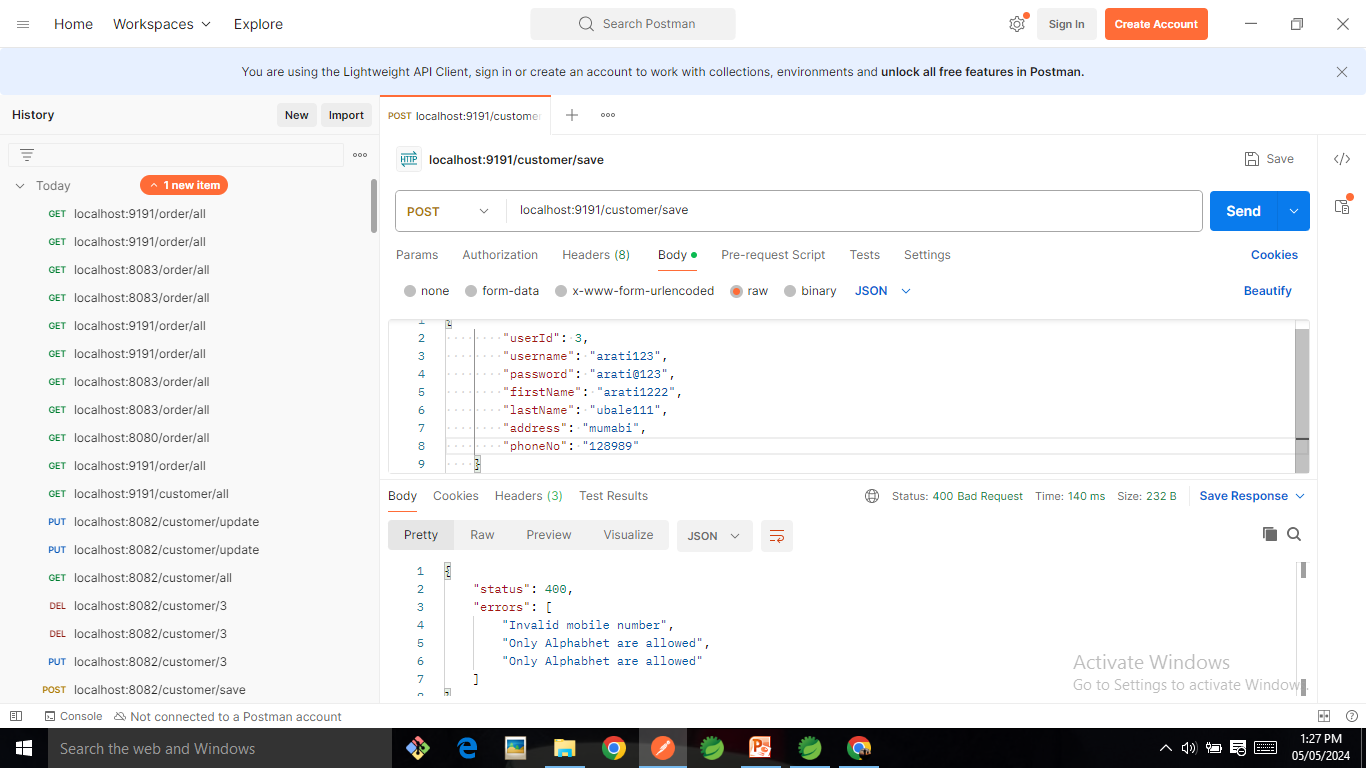 Home Workspaces Explore Search Postman Sign In Create Account
You are using the Lightweight API Client, sign in or create an account to work with collections, environments and unlock all free features in Postman.
History New Import
Today 1 new item
GET localhost:9191/order/all
GET localhost:9191/order/all
GET localhost:8083/order/all
GET localhost:8083/order/all
GET localhost:9191/order/all
GET localhost:9191/order/all
GET localhost:8083/order/all
GET localhost:8083/order/all
GET localhost:8080/order/all
GET localhost:9191/order/all
GET localhost:9191/customer/all
PUT localhost:8082/customer/update
PUT localhost:8082/customer/update
GET localhost:8082/customer/all
DEL localhost:8082/customer/3
DEL localhost:8082/customer/3
PUT localhost:8082/customer/3
POST localhost:8082/customer/save
POST localhost:9191/custome
HTTP localhost:9191/customer/save Save
POST localhost:9191/customer/save Send
Params Authorization Headers (8) Body Pre-request Script Tests Settings Cookies
none form-data x-www-form-urlencoded raw binary JSON Beautify
1 {
2 "userId": 3,
3 "username": "arati123",
4 "password": "arati@123",
5 "firstName": "arati1222",
6 "lastName": "ubale111",
7 "address": "mumabi",
8 "phoneNo": "128989"
9 }
Body Cookies Headers (3) Test Results Status: 400 Bad Request Time: 140 ms Size: 232 B Save Response
Pretty Raw Preview Visualize JSON
1 {
2 "status": 400,
3 "errors": [
4 "Invalid mobile number",
5 "Only Alphabhet are allowed",
6 "Only Alphabhet are allowed"
7 ]
8 }
Activate Windows
Go to Settings to activate Windows.
Console Not connected to a Postman account
Search the web and Windows
1:27 PM
05/05/2024